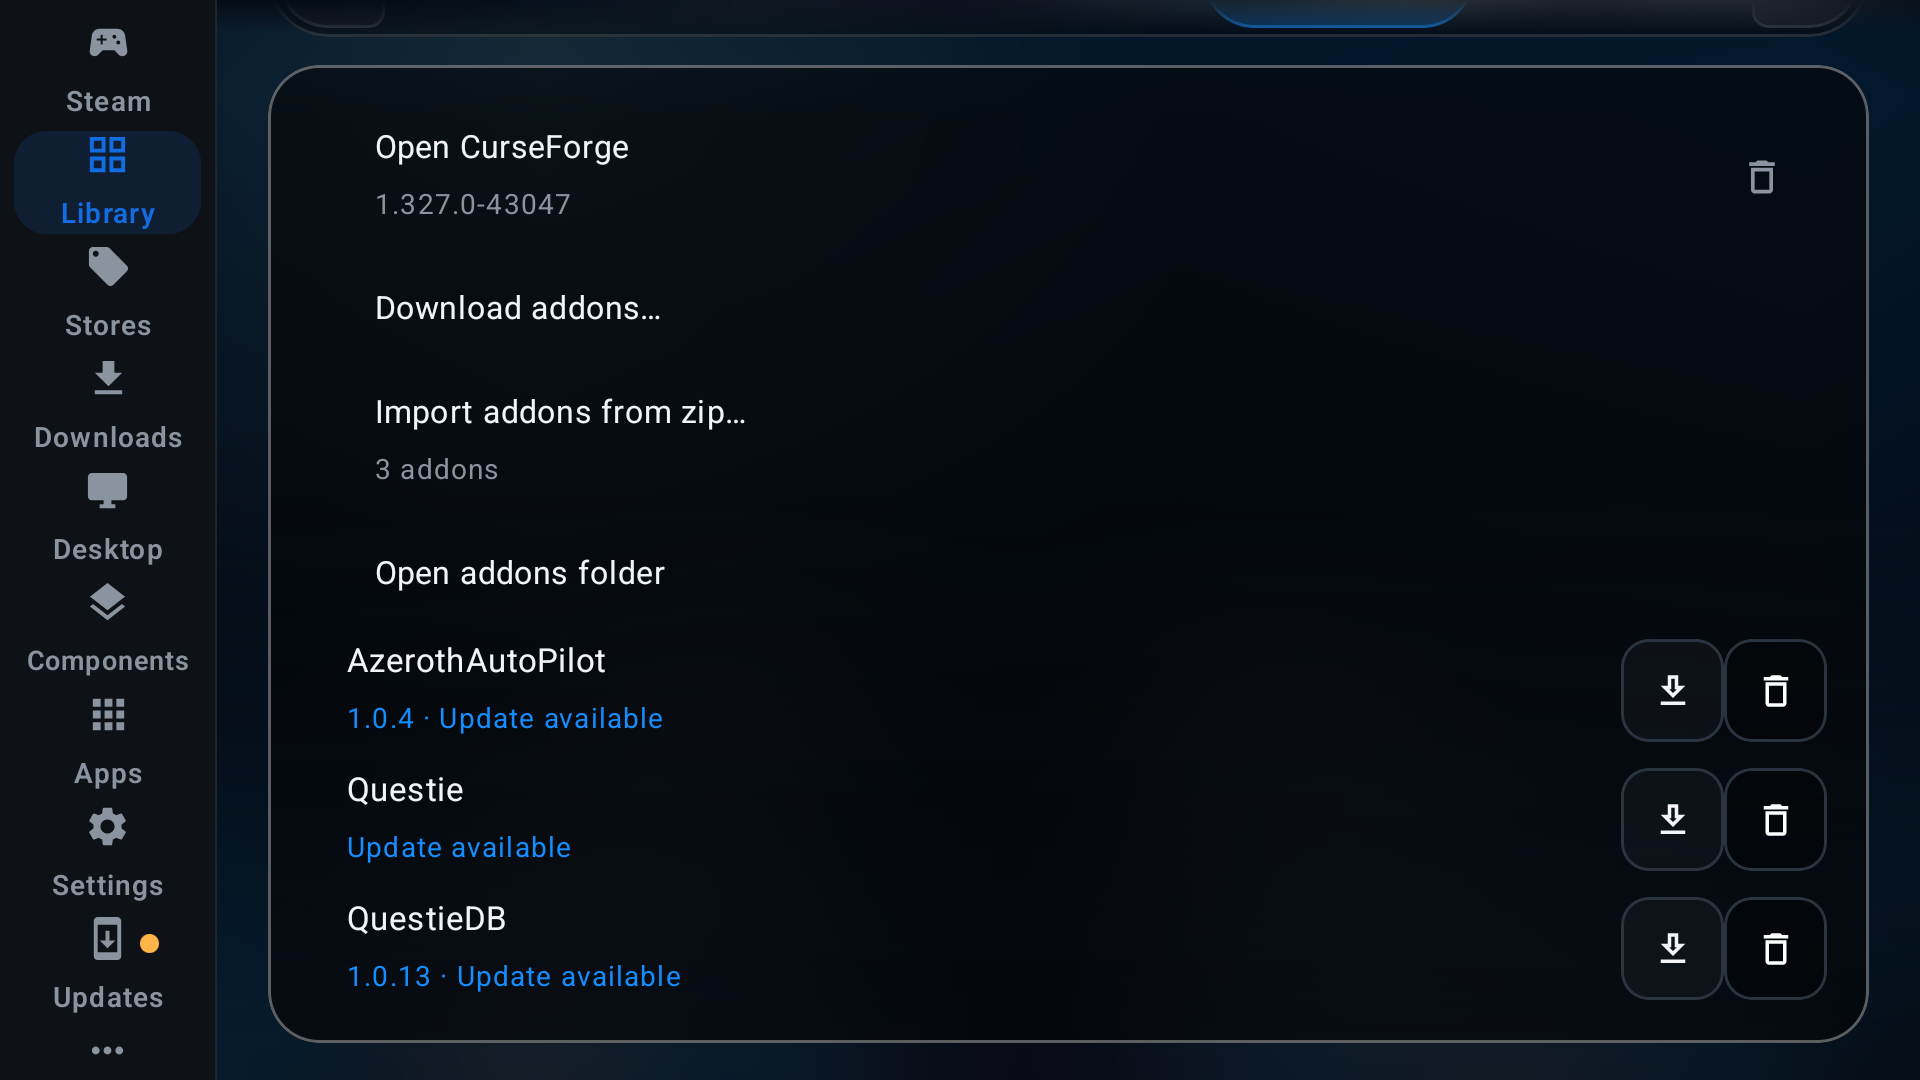 Steam
Library
Stores
Downloads
Desktop
Components
Apps
Settings
Updates
Open CurseForge
1.327.0-43047
Download addons...
Import addons from zip...
3 addons
Open addons folder
AzerothAutoPilot
1.0.4 · Update available
Questie
Update available
QuestieDB
1.0.13 · Update available